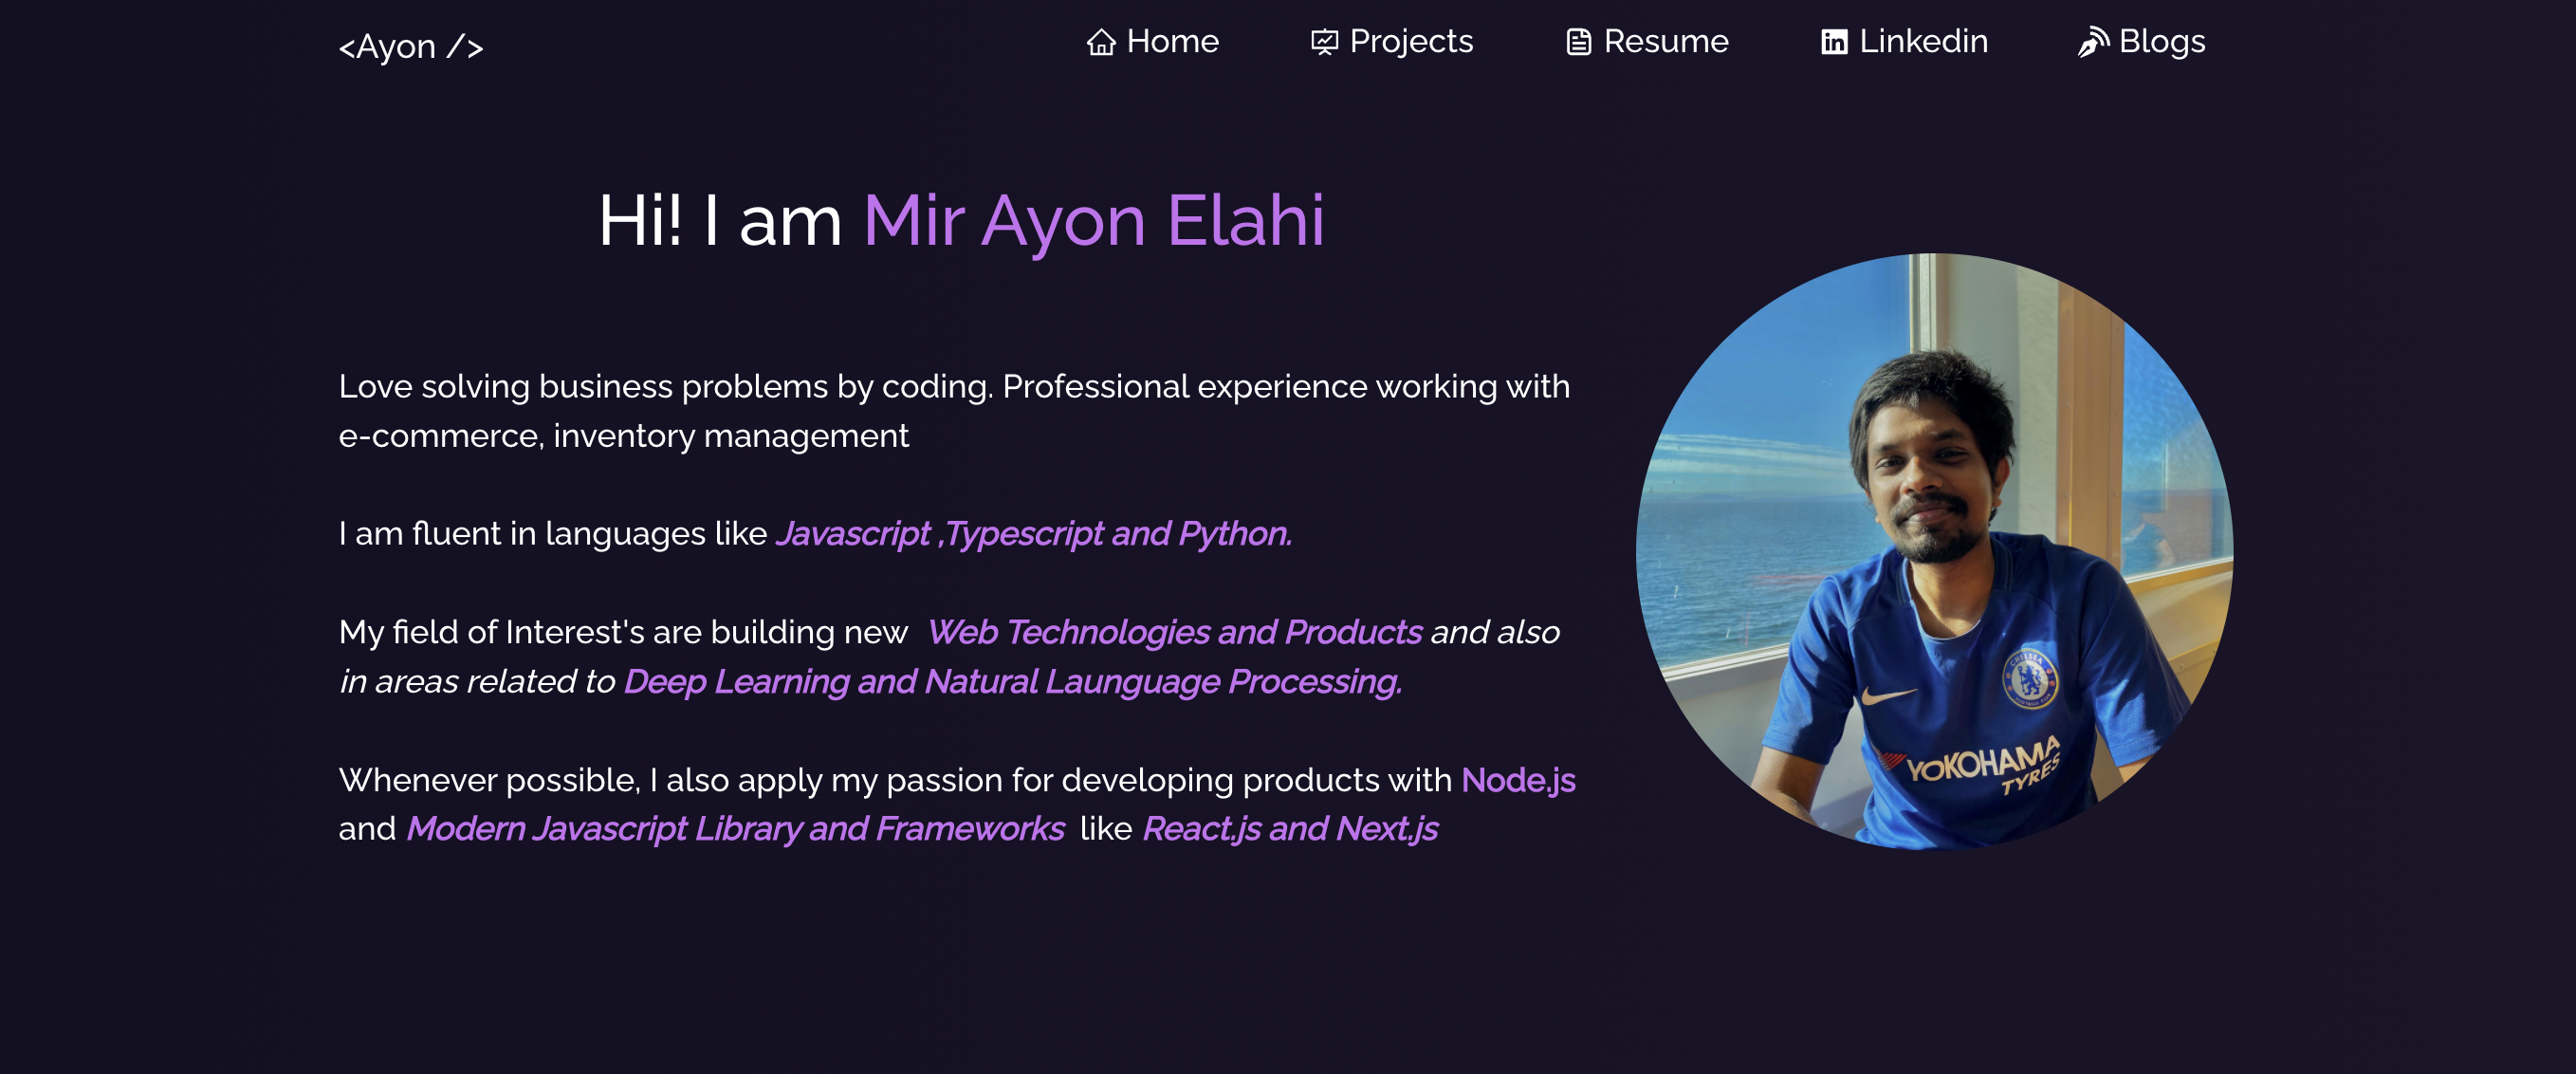 <Ayon />
Home
Projects
Resume
Linkedin
Blogs
Hi! I am Mir Ayon Elahi
Love solving business problems by coding. Professional experience working with
e-commerce, inventory management
I am fluent in languages like Javascript ,Typescript and Python.
My field of Interest's are building new Web Technologies and Products and also
in areas related to Deep Learning and Natural Launguage Processing.
Whenever possible, I also apply my passion for developing products with Node.js
and Modern Javascript Library and Frameworks like React.js and Next.js
CHELSEA
FOOTBALL CLUB
YOKOHAMA
TYRES